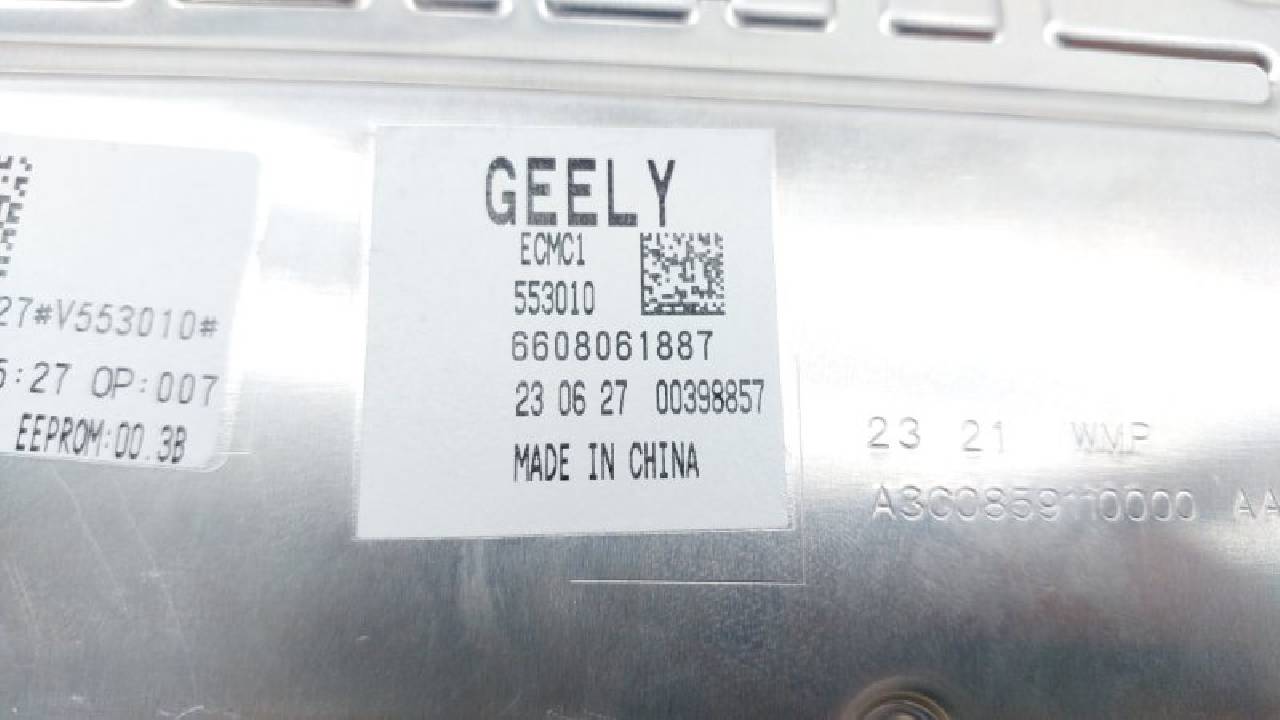 27#V553010#
5:27 OP:007
EEPROM:00.3B
GEELY
ECMC1
553010
6608061887
23 06 27 00398857
MADE IN CHINA
23 21 WMP
A3C0859110000 AA